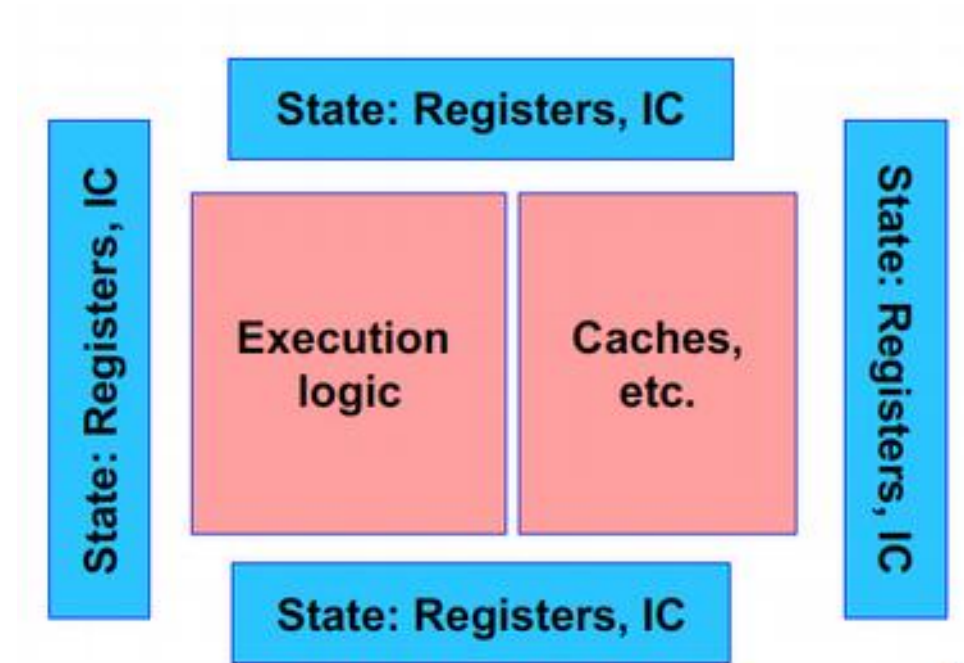 State: Registers, IC
State: Registers, IC
Execution
logic
Caches,
etc.
State: Registers, IC
State: Registers, IC